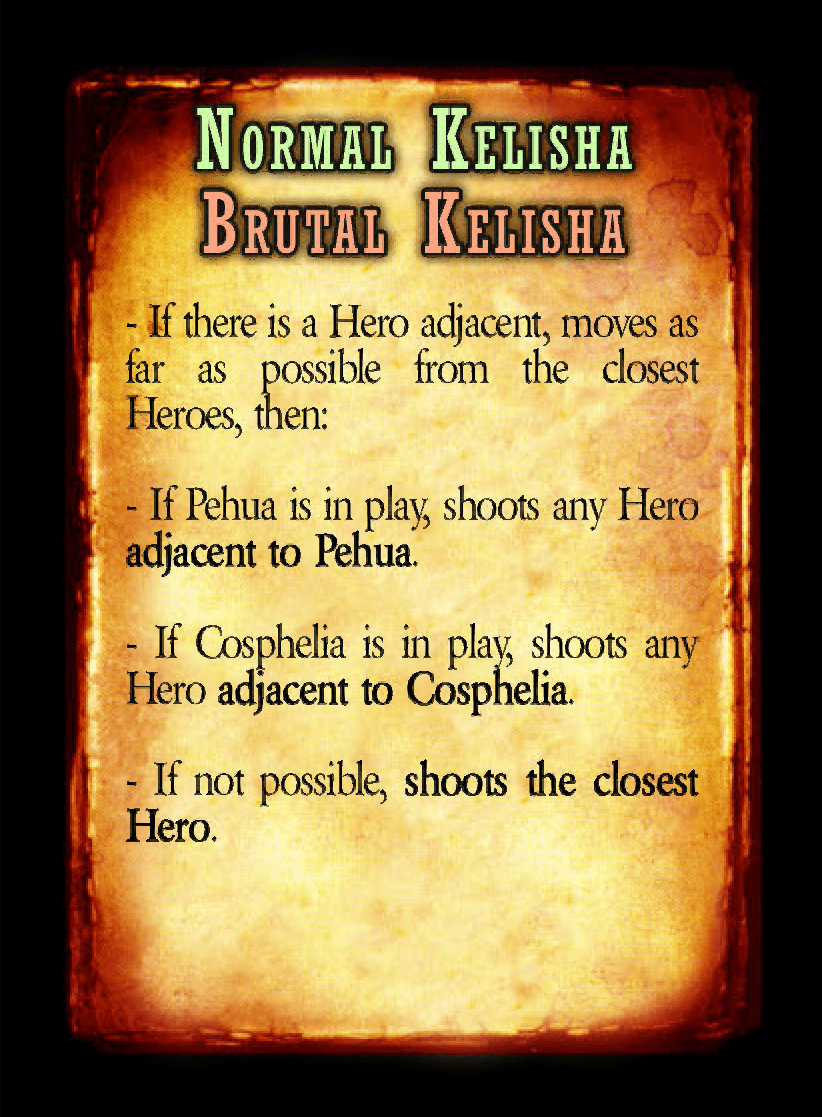 NORMAL KELISHA
BRUTAL KELISHA
- If there is a Hero adjacent, moves as
far as possible from the closest
Heroes, then:
- If Pehua is in play, shoots any Hero
adjacent to Pehua.
- If Cosphelia is in play, shoots any
Hero adjacent to Cosphelia.
- If not possible, shoots the closest
Hero.